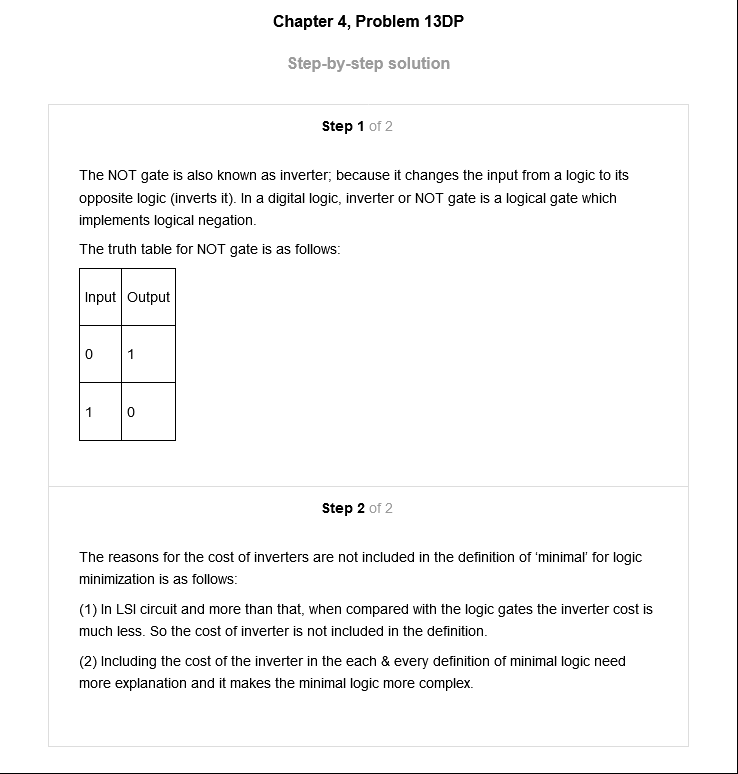 Chapter 4, Problem 13DP
Step-by-step solution
Step 1 of 2
The NOT gate is also known as inverter; because it changes the input from a logic to its
opposite logic (inverts it). In a digital logic, inverter or NOT gate is a logical gate which
implements logical negation.
The truth table for NOT gate is as follows:
Input Output
0 1
1 0
Step 2 of 2
The reasons for the cost of inverters are not included in the definition of ‘minimal’ for logic
minimization is as follows:
(1) In LSI circuit and more than that, when compared with the logic gates the inverter cost is
much less. So the cost of inverter is not included in the definition.
(2) Including the cost of the inverter in the each & every definition of minimal logic need
more explanation and it makes the minimal logic more complex.